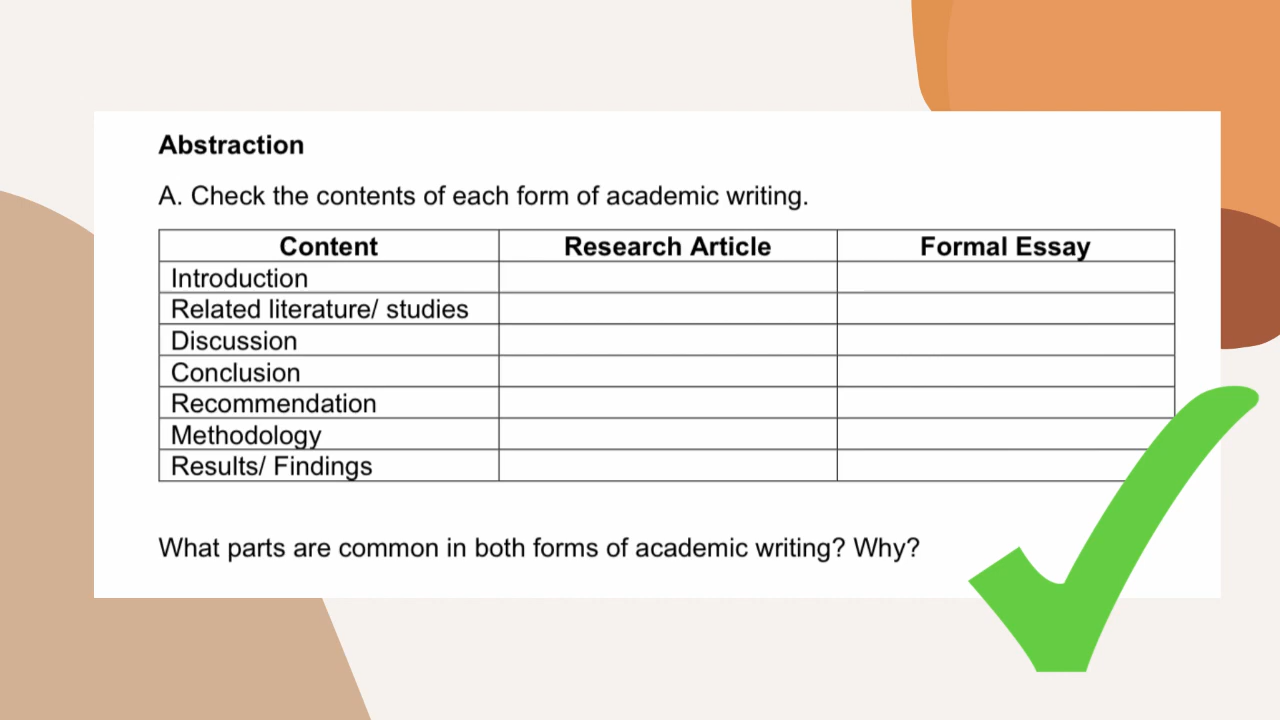 Abstraction
A. Check the contents of each form of academic writing.
Content Research Article Formal Essay
Introduction
Related literature/ studies
Discussion
Conclusion
Recommendation
Methodology
Results/ Findings
What parts are common in both forms of academic writing? Why?